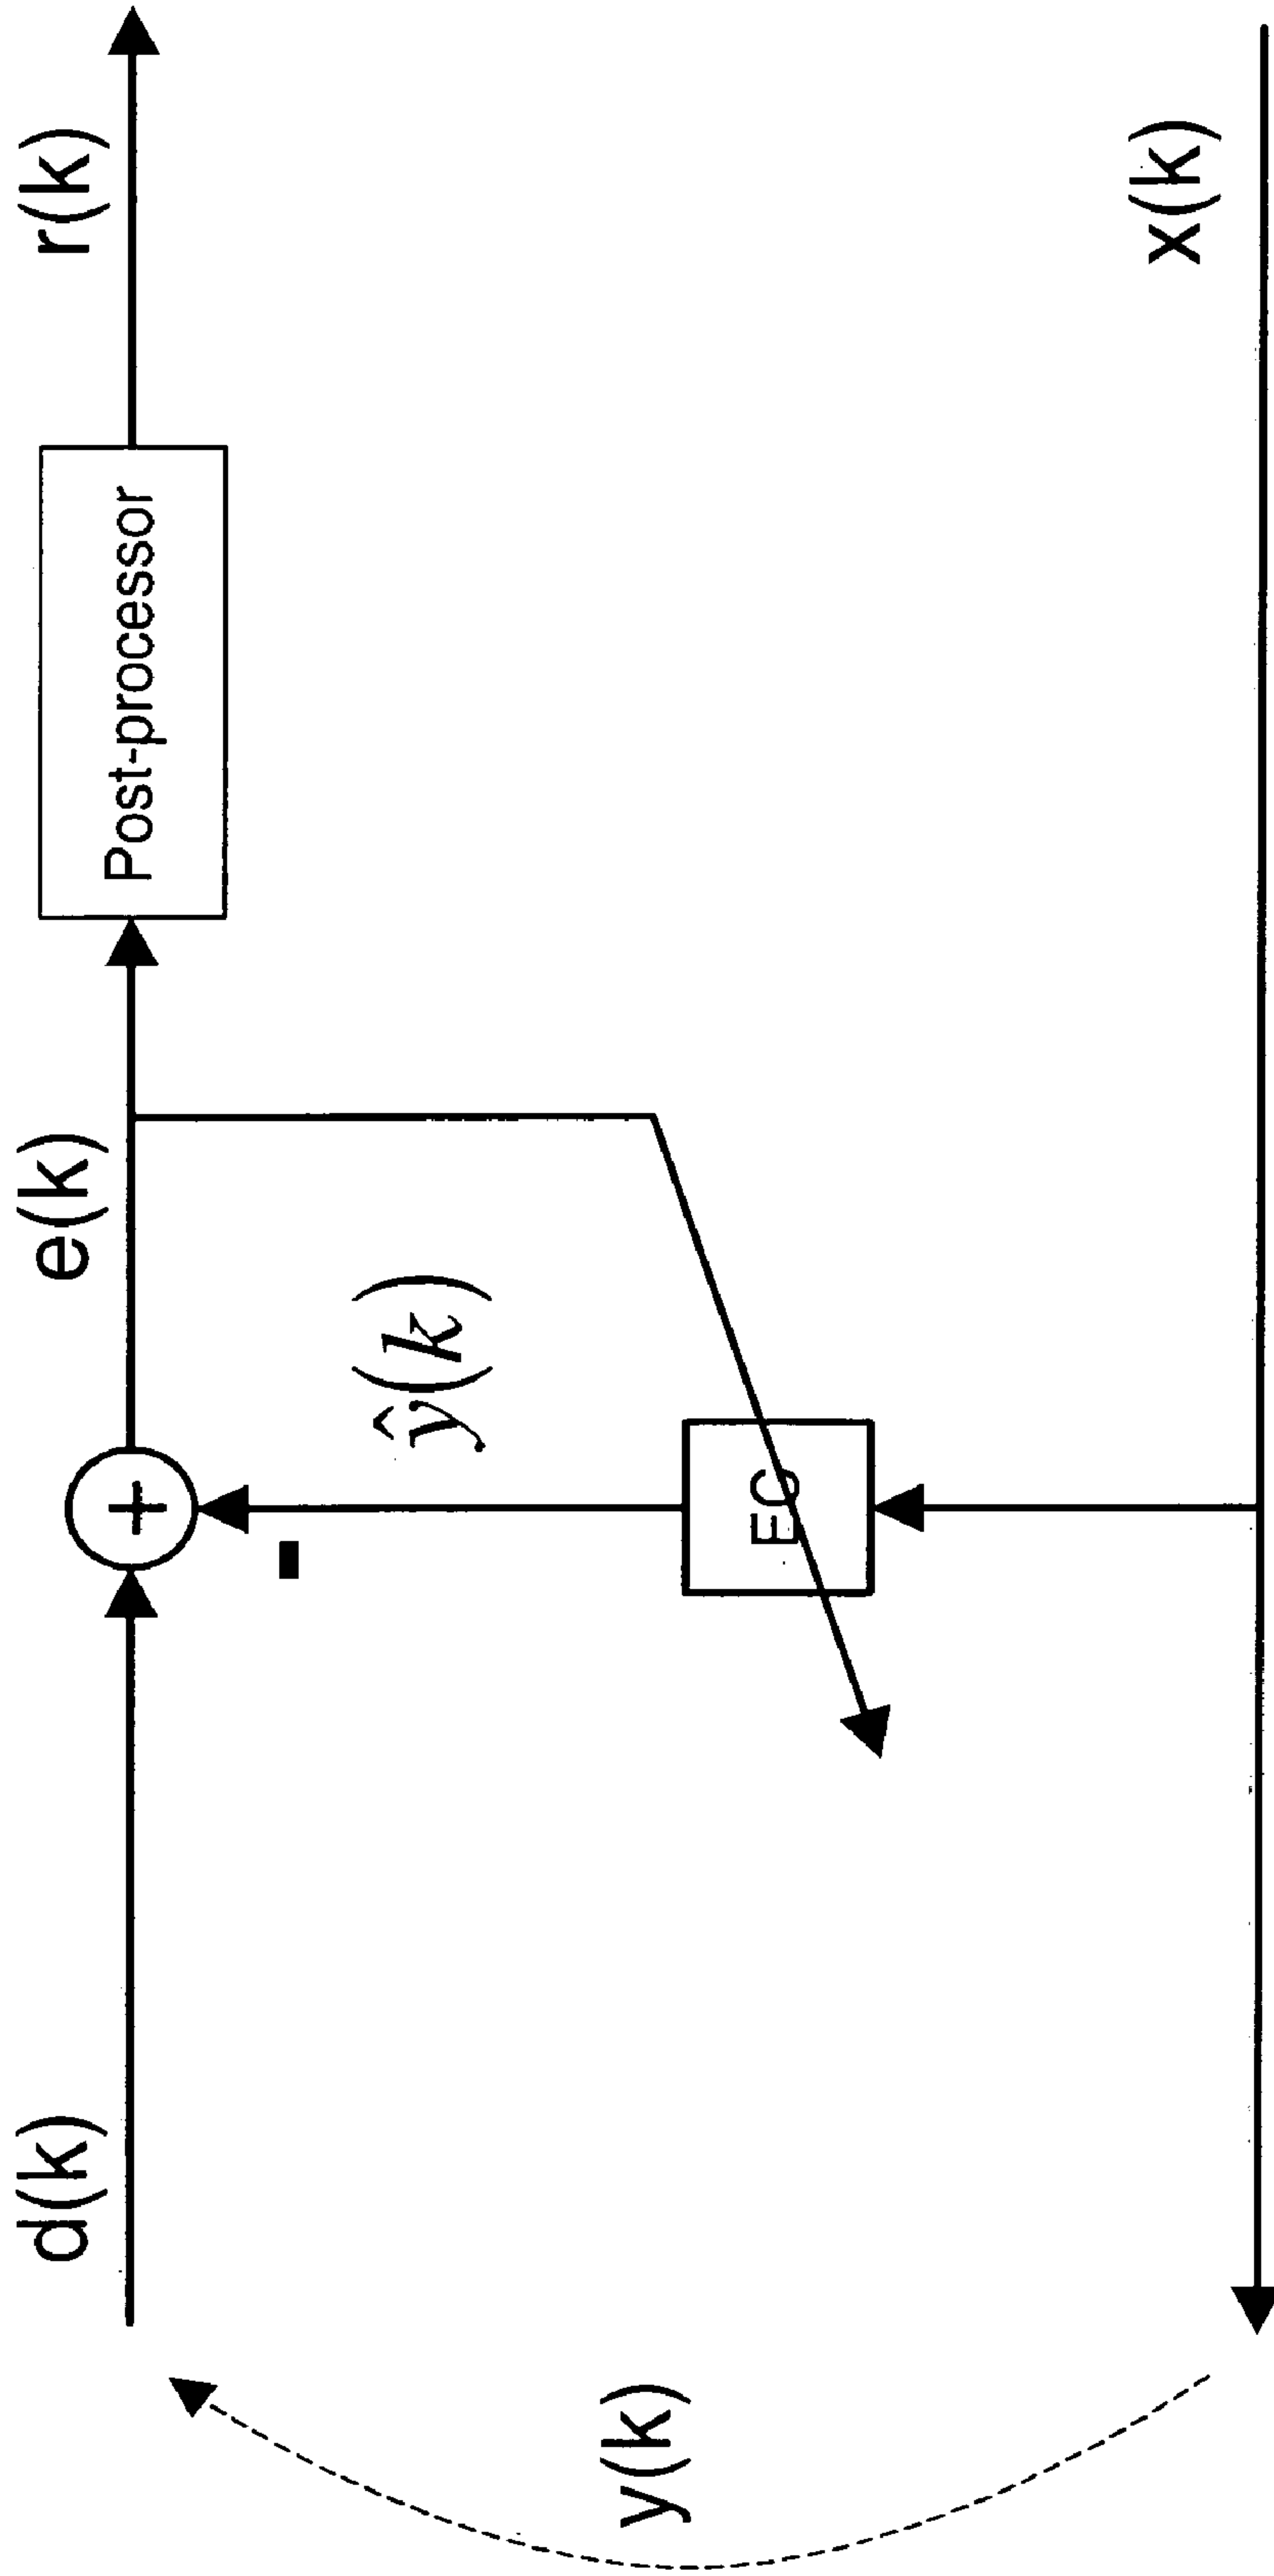 d(k)
+
e(k)
Post-processor
r(k)
-
ŷ(k)
y(k)
EC
x(k)